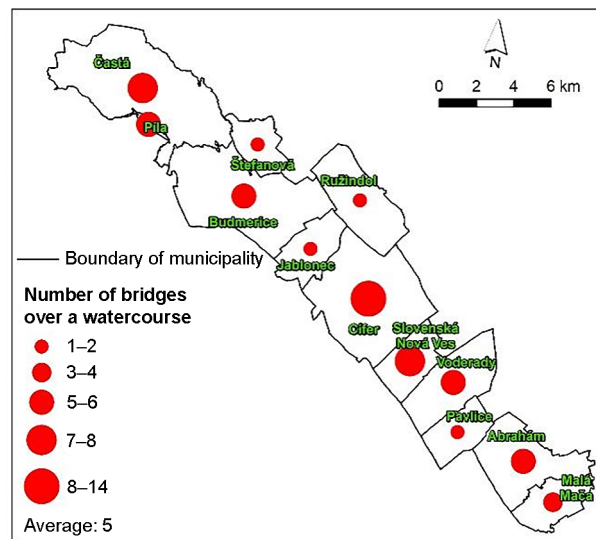 Častá
Píla
Štefanová
Ružindol
Budmerice
Jablonec
Cífer
Slovenská
Nová Ves
Voderady
Pavlice
Abrahám
Malá
Mačá
N
0 2 4 6 km
Boundary of municipality
Number of bridges
over a watercourse
1–2
3–4
5–6
7–8
8–14
Average: 5